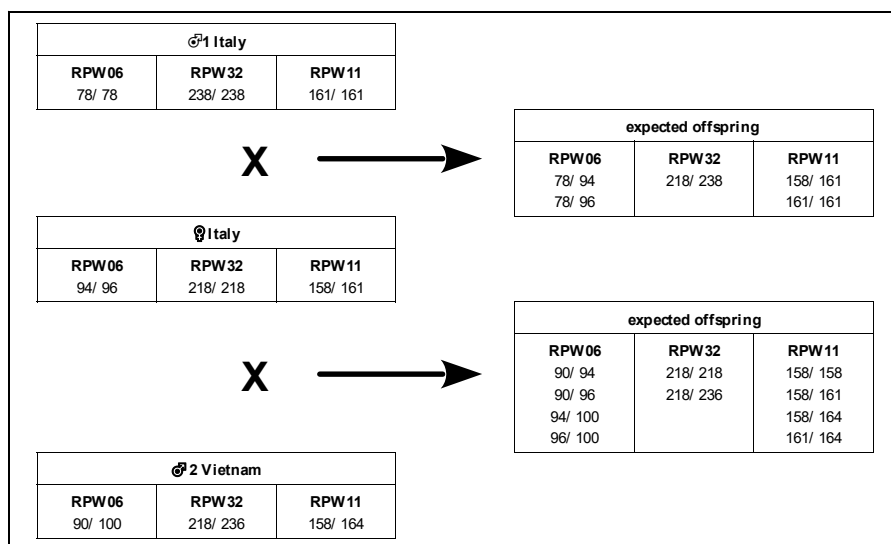 ♂1 Italy
RPW06 RPW32 RPW11
78/ 78 238/ 238 161/ 161
X
expected offspring
RPW06 RPW32 RPW11
78/ 94 218/ 238 158/ 161
78/ 96 161/ 161
♀Italy
RPW06 RPW32 RPW11
94/ 96 218/ 218 158/ 161
X
expected offspring
RPW06 RPW32 RPW11
90/ 94 218/ 218 158/ 158
90/ 96 218/ 236 158/ 161
94/ 100 158/ 164
96/ 100 161/ 164
♂2 Vietnam
RPW06 RPW32 RPW11
90/ 100 218/ 236 158/ 164